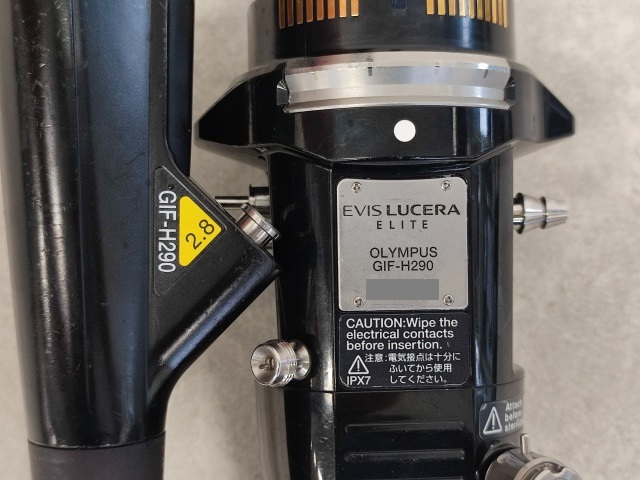 GIF-H290
2.8
EVIS LUCERA
ELITE
OLYMPUS
GIF-H290
CAUTION:Wipe the
electrical contacts
before insertion.
注意:電気接点は十分に
ふいてから使用
してください。
IPX7
Attach
before